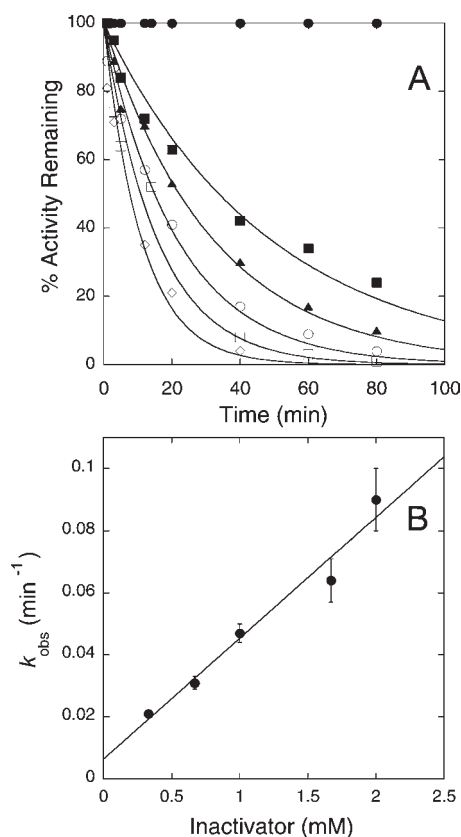 A
100
80
60
40
20
0
% Activity Remaining
0 20 40 60 80 100
Time (min)
B
0.1
0.08
0.06
0.04
0.02
0
kobs (min -1)
0 0.5 1 1.5 2 2.5
Inactivator (mM)